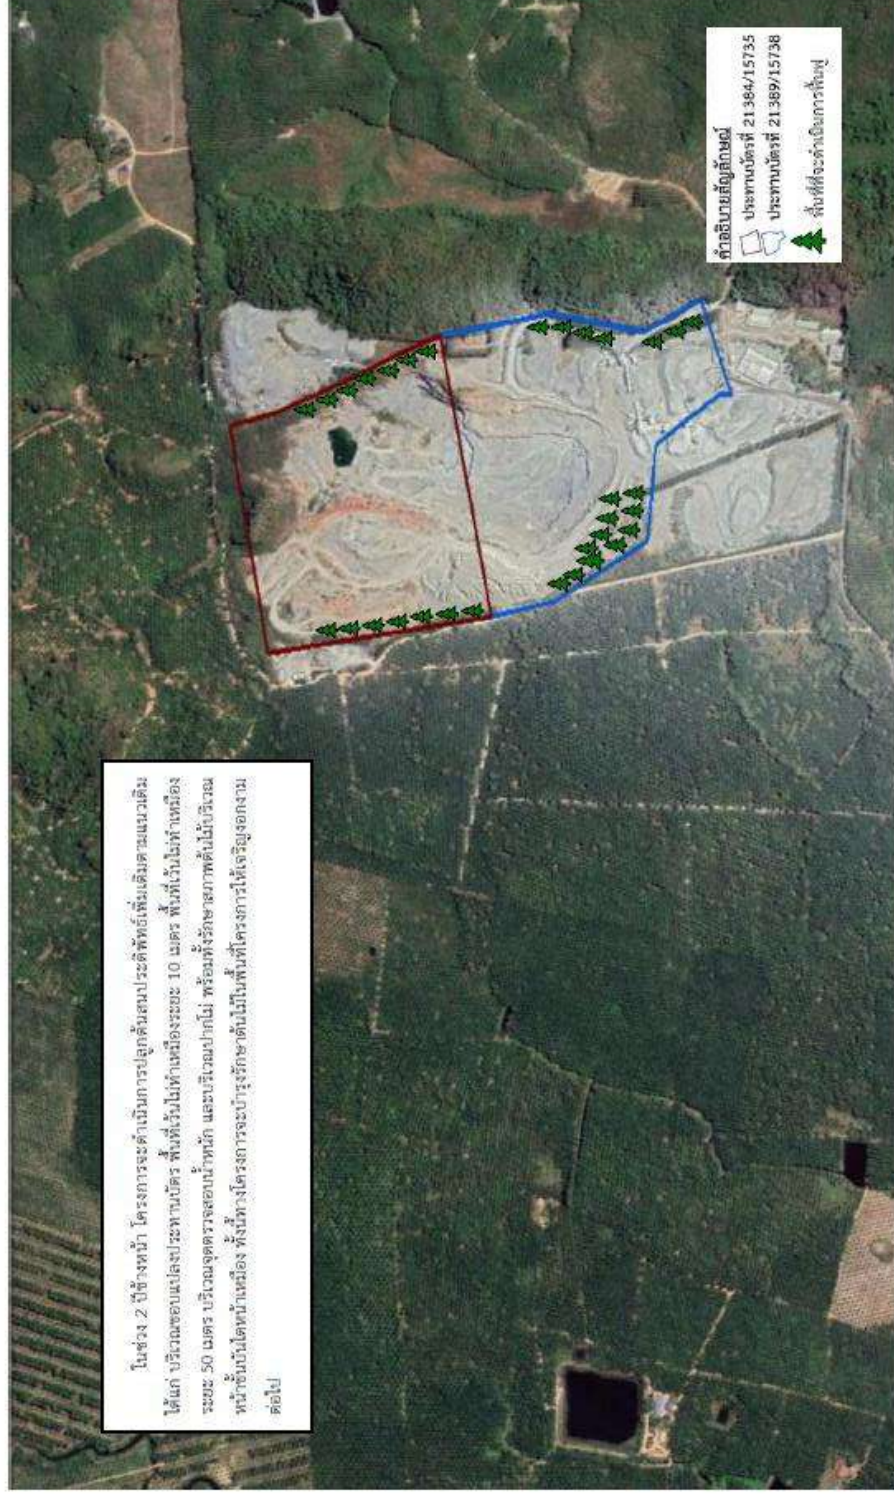 ในช่วง 2 ปีข้างหน้า โครงการจะดำเนินการปลูกต้นสนประดิพัทธ์เพิ่มเติมตามแนวเดิม
ได้แก่ บริเวณขอบแปลงประทานบัตร พื้นที่เว้นไม่ทำเหมืองระยะ 10 เมตร พื้นที่เว้นไม่ทำเหมือง
ระยะ 50 เมตร บริเวณจุดตรวจสอบน้ำหนัก และบริเวณปากโม่ พร้อมทั้งรักษาสภาพต้นไม้บริเวณ
หน้าขั้นบันไดหน้าเหมือง ทั้งนี้ทางโครงการจะบำรุงรักษาต้นไม้ในพื้นที่โครงการให้เจริญงอกงาม
ต่อไป
คำอธิบายสัญลักษณ์
ประทานบัตรที่ 21384/15735
ประทานบัตรที่ 21389/15738
พื้นที่ที่จะดำเนินการฟื้นฟู